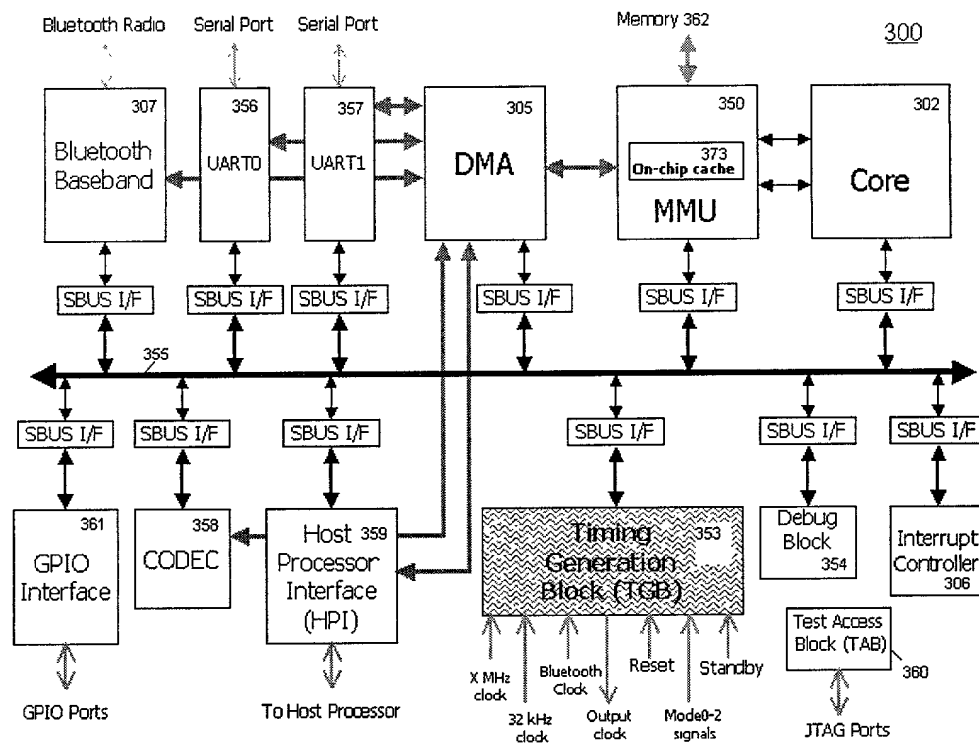 Bluetooth Radio
Serial Port
Serial Port
Memory 362
300
307
Bluetooth
Baseband
356
UART0
357
UART1
305
DMA
350
373
On-chip cache
MMU
302
Core
SBUS I/F
SBUS I/F
SBUS I/F
SBUS I/F
SBUS I/F
SBUS I/F
355
SBUS I/F
SBUS I/F
SBUS I/F
SBUS I/F
SBUS I/F
SBUS I/F
361
GPIO
Interface
358
CODEC
Host 359
Processor
Interface
(HPI)
Timing 353
Generation
Block (TGB)
Debug
Block
354
Interrupt
Controller
306
Test Access
Block (TAB)
360
X MHz
clock
32 kHz
clock
Bluetooth
Clock
Output
clock
Reset
Mode0-2
signals
Standby
GPIO Ports
To Host Processor
JTAG Ports